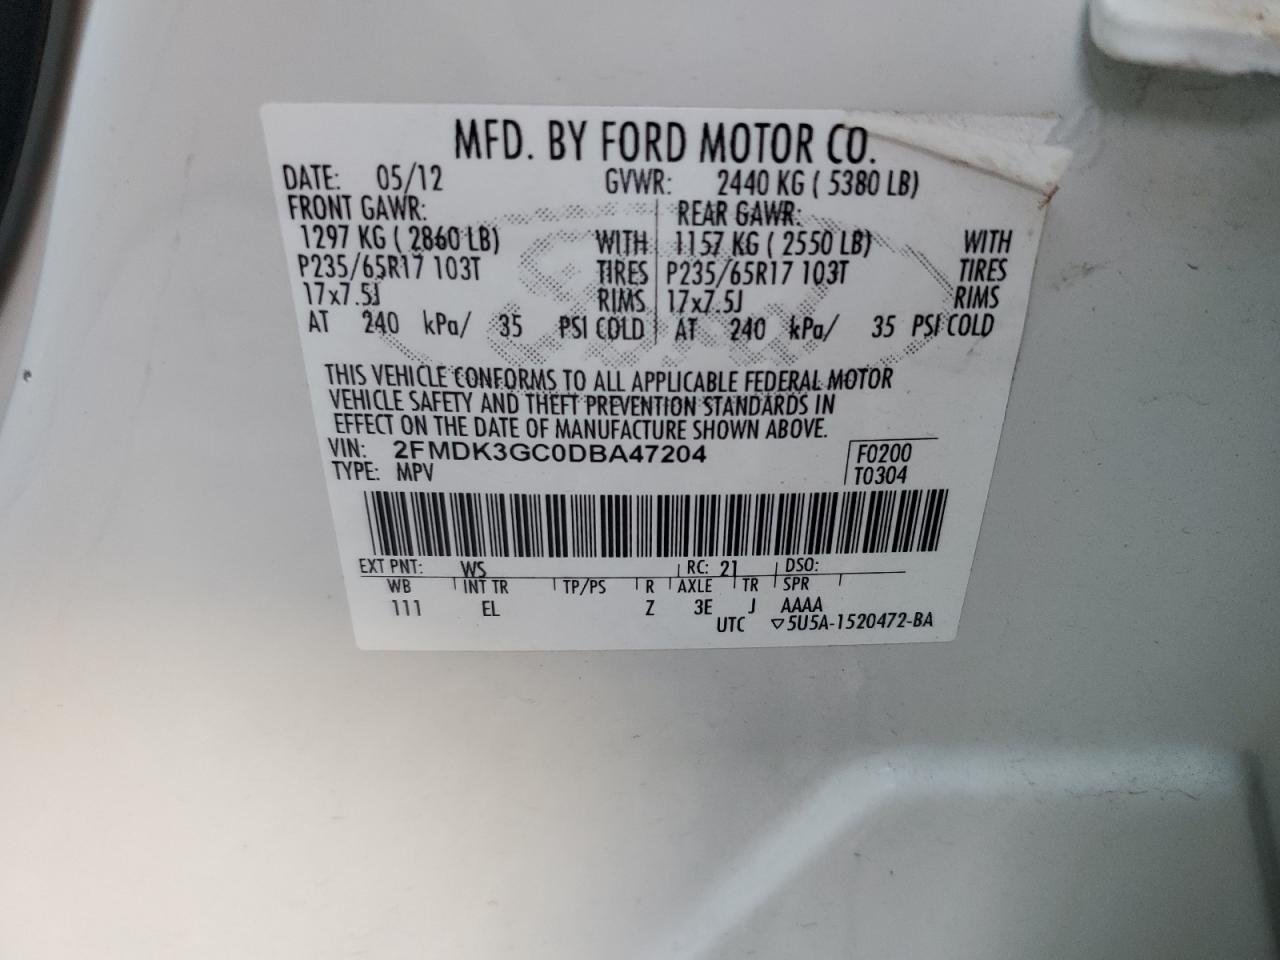 MFD. BY FORD MOTOR CO.
DATE: 05/12 GVWR: 2440 KG ( 5380 LB)
FRONT GAWR: REAR GAWR:
1297 KG ( 2860 LB) WITH 1157 KG ( 2550 LB) WITH
P235/65R17 103T TIRES P235/65R17 103T TIRES
17x7.5J RIMS 17x7.5J RIMS
AT 240 kPa/ 35 PSI COLD AT 240 kPa/ 35 PSI COLD
THIS VEHICLE CONFORMS TO ALL APPLICABLE FEDERAL MOTOR
VEHICLE SAFETY AND THEFT PREVENTION STANDARDS IN
EFFECT ON THE DATE OF MANUFACTURE SHOWN ABOVE.
VIN: 2FMDK3GC0DBA47204 F0200
TYPE: MPV T0304
EXT PNT: WS RC: 21 DSO:
WB INT TR TP/PS R AXLE TR SPR
111 EL Z 3E J AAAA
UTC ▽5U5A-1520472-BA